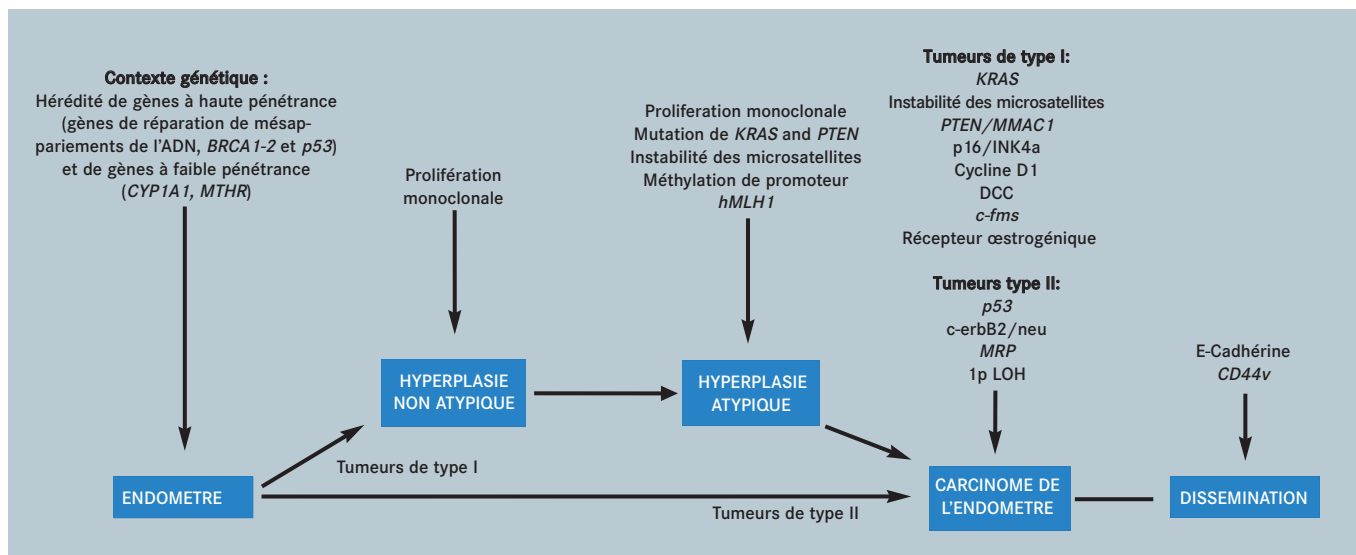 Contexte génétique :
Hérédité de gènes à haute pénétrance
(gènes de réparation de mésap-
pariements de l'ADN, BRCA1-2 et p53)
et de gènes à faible pénétrance
(CYP1A1, MTHR)
Prolifération
monoclonale
Proliferation monoclonale
Mutation de KRAS and PTEN
Instabilité des microsatellites
Méthylation de promoteur
hMLH1
Tumeurs de type I:
KRAS
Instabilité des microsatellites
PTEN/MMAC1
p16/INK4a
Cycline D1
DCC
c-fms
Récepteur œstrogénique
Tumeurs type II:
p53
c-erbB2/neu
MRP
1p LOH
E-Cadhérine
CD44v
HYPERPLASIE
NON ATYPIQUE
HYPERPLASIE
ATYPIQUE
Tumeurs de type I
ENDOMETRE
Tumeurs de type II
CARCINOME DE
L'ENDOMETRE
DISSEMINATION